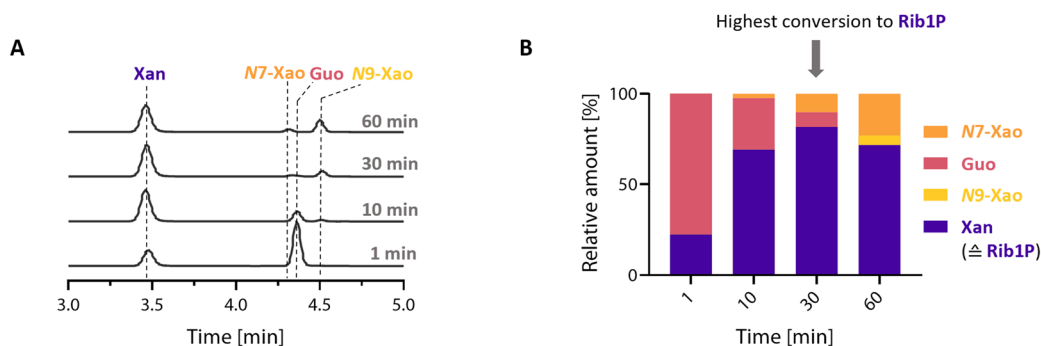 A
Xan
N7-Xao
Guo
N9-Xao
60 min
30 min
10 min
1 min
3.0
3.5
4.0
4.5
5.0
Time [min]
B
Highest conversion to Rib1P
Relative amount [%]
100
50
0
1
10
30
60
Time [min]
N7-Xao
Guo
N9-Xao
Xan
(≙ Rib1P)